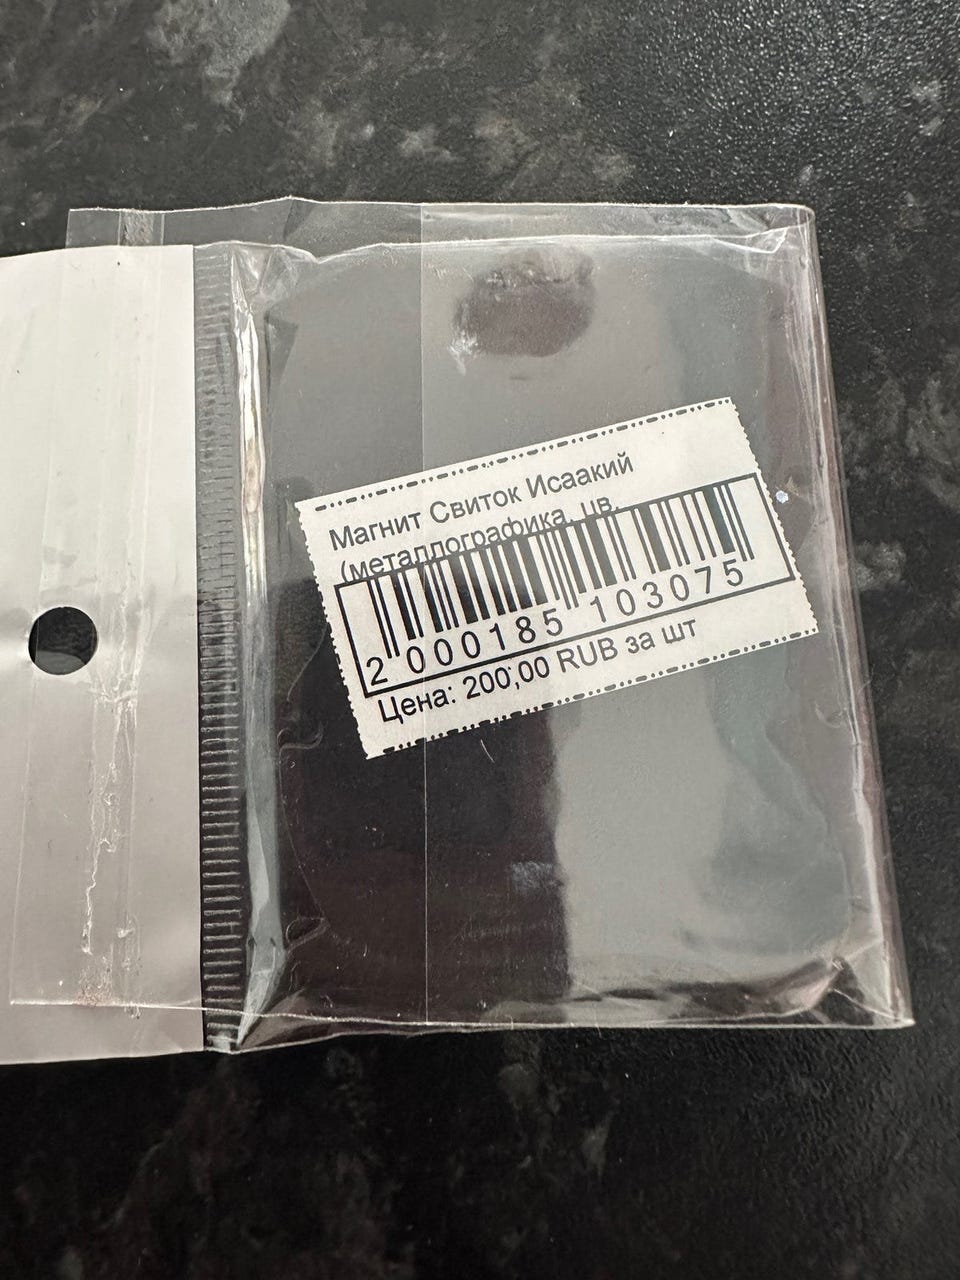 Магнит Свиток Исаакий
(металлографика, цв.
2 000185 103075
Цена: 200,00 RUB за шт